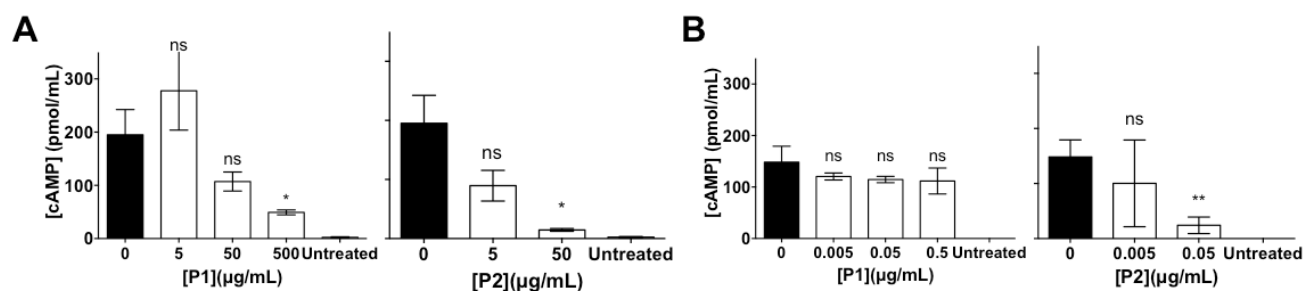 A
[cAMP] (pmol/mL)
300
200
100
0
ns
ns
*
0 5 50 500 Untreated
[P1](µg/mL)
ns
*
0 5 50 Untreated
[P2](µg/mL)
B
[cAMP] (pmol/mL)
300
200
100
0
ns ns ns
0 0.005 0.05 0.5 Untreated
[P1](µg/mL)
ns
**
0 0.005 0.05 Untreated
[P2](µg/mL)